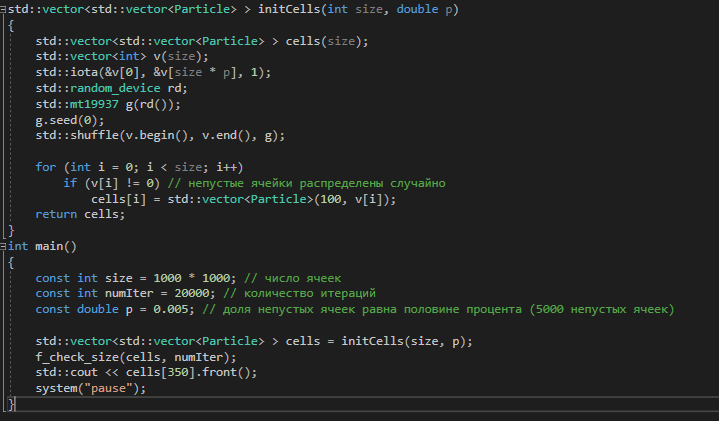 std::vector<std::vector<Particle> > initCells(int size, double p)
{
    std::vector<std::vector<Particle> > cells(size);
    std::vector<int> v(size);
    std::iota(&v[0], &v[size * p], 1);
    std::random_device rd;
    std::mt19937 g(rd());
    g.seed(0);
    std::shuffle(v.begin(), v.end(), g);

    for (int i = 0; i < size; i++)
        if (v[i] != 0) // непустые ячейки распределены случайно
            cells[i] = std::vector<Particle>(100, v[i]);
    return cells;
}
int main()
{
    const int size = 1000 * 1000; // число ячеек
    const int numIter = 20000; // количество итераций
    const double p = 0.005; // доля непустых ячеек равна половине процента (5000 непустых ячеек)

    std::vector<std::vector<Particle> > cells = initCells(size, p);
    f_check_size(cells, numIter);
    std::cout << cells[350].front();
    system("pause");
}